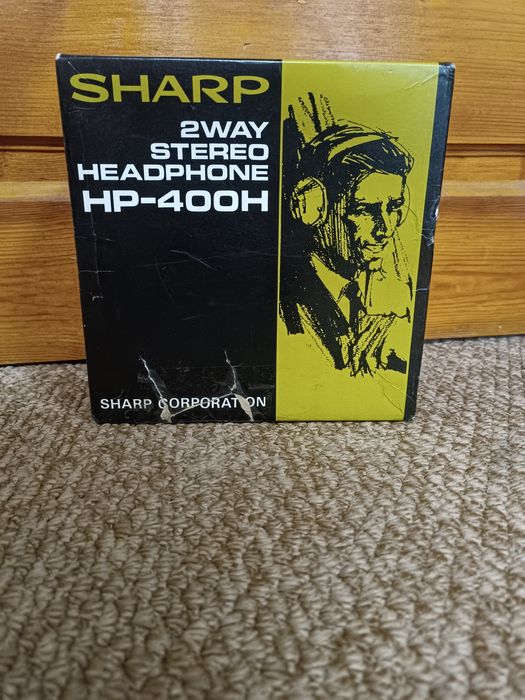 SHARP
2WAY
STEREO
HEADPHONE
HP-400H
SHARP CORPORATION